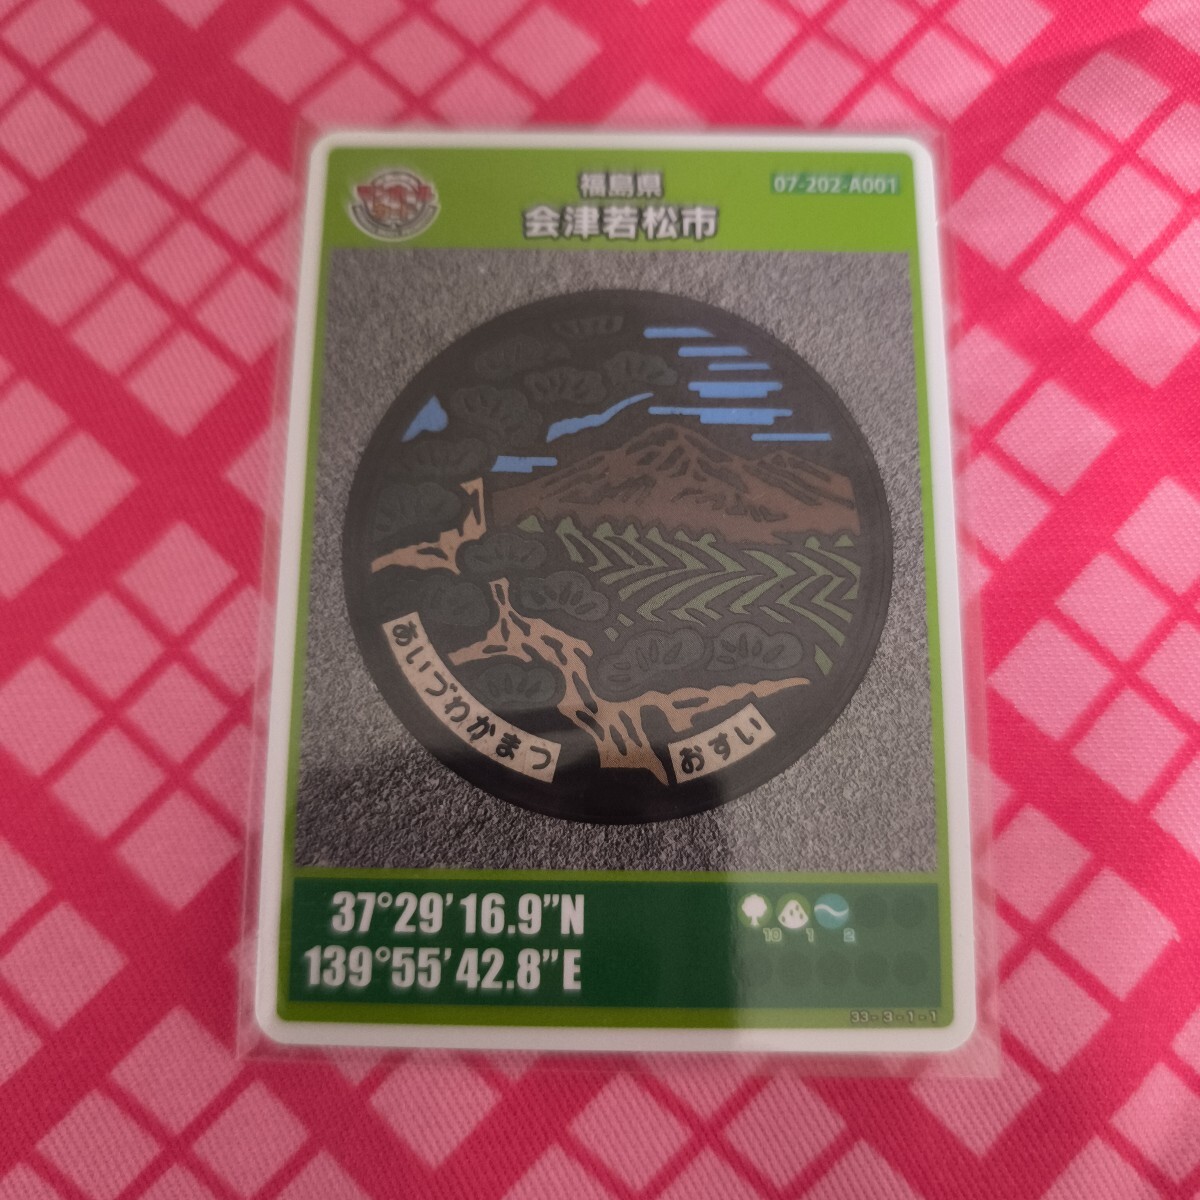 福島県
会津若松市
07-202-A001
あいづわかまつ
おすい
37°29'16.9"N
139°55'42.8"E
10 1 2
33-3-1-1